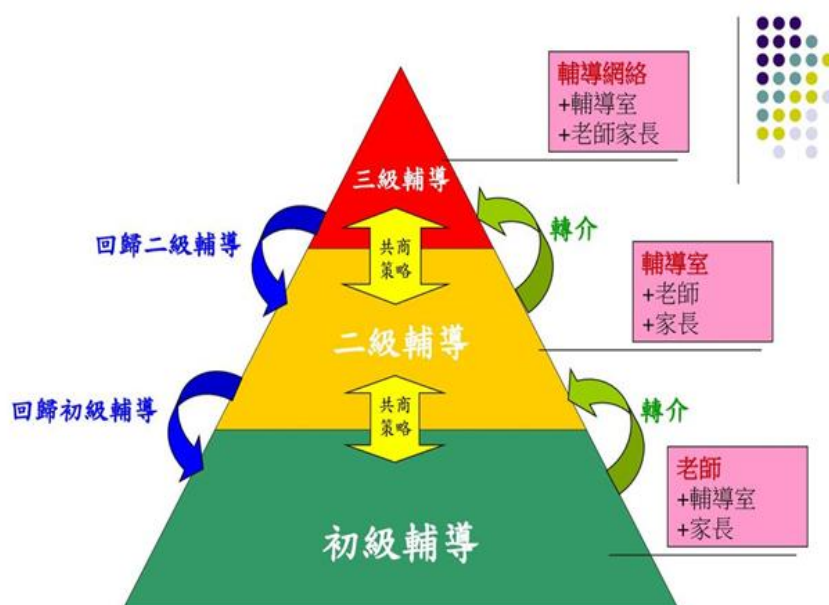 輔導網絡
+輔導室
+老師家長
三級輔導
回歸二級輔導
共商
策略
轉介
輔導室
+老師
+家長
二級輔導
回歸初級輔導
共商
策略
轉介
老師
+輔導室
+家長
初級輔導